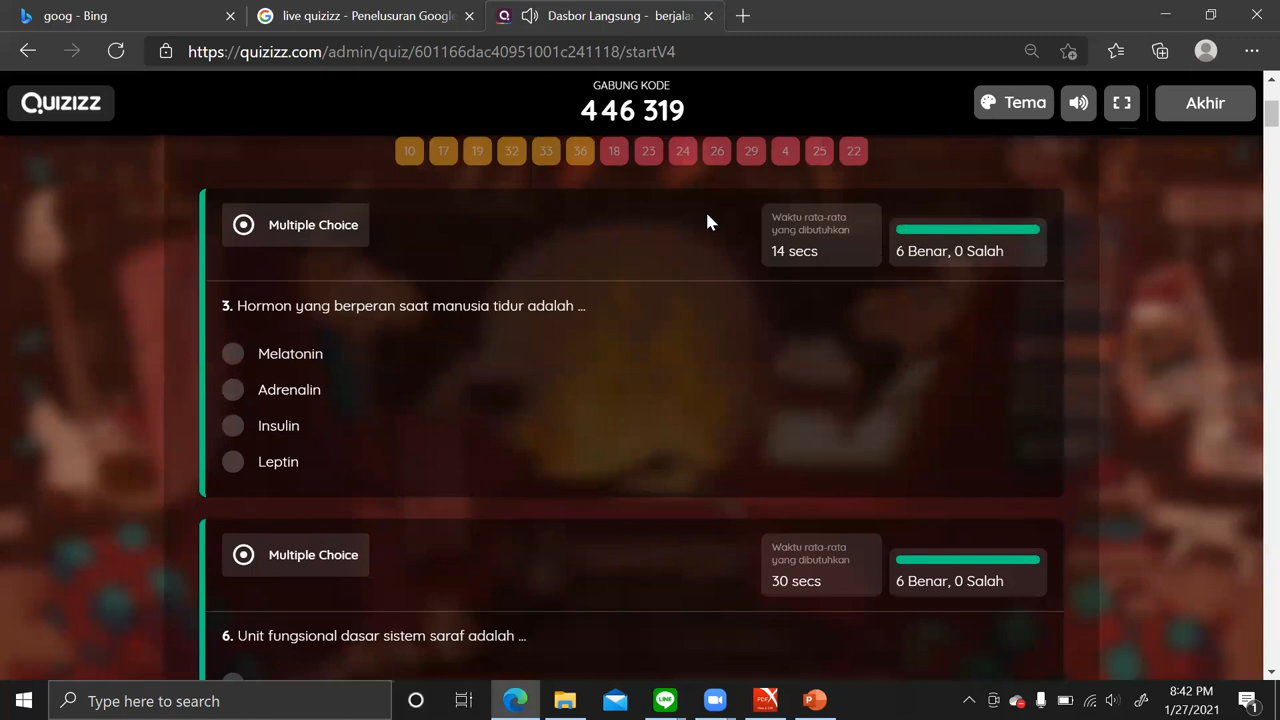 goog - Bing
live quizizz - Penelusuran Google
Dasbor Langsung - berjala
https://quizizz.com/admin/quiz/601166dac40951001c241118/startV4
Quizizz
GABUNG KODE
446 319
Tema
Akhir
10 17 19 32 33 36 18 23 24 26 29 4 25 22
Multiple Choice
Waktu rata-rata
yang dibutuhkan
14 secs
6 Benar, 0 Salah
3. Hormon yang berperan saat manusia tidur adalah ...
Melatonin
Adrenalin
Insulin
Leptin
Multiple Choice
Waktu rata-rata
yang dibutuhkan
30 secs
6 Benar, 0 Salah
6. Unit fungsional dasar sistem saraf adalah ...
Type here to search
8:42 PM
1/27/2021
1